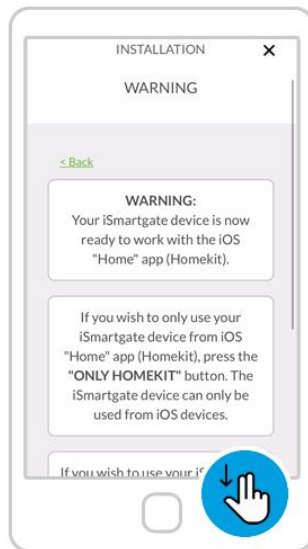 INSTALLATION
WARNING
< Back
WARNING:
Your iSmartgate device is now
ready to work with the iOS
"Home" app (Homekit).
If you wish to only use your
iSmartgate device from iOS
"Home" app (Homekit), press the
"ONLY HOMEKIT" button. The
iSmartgate device can only be
used from iOS devices.
If you wish to use your